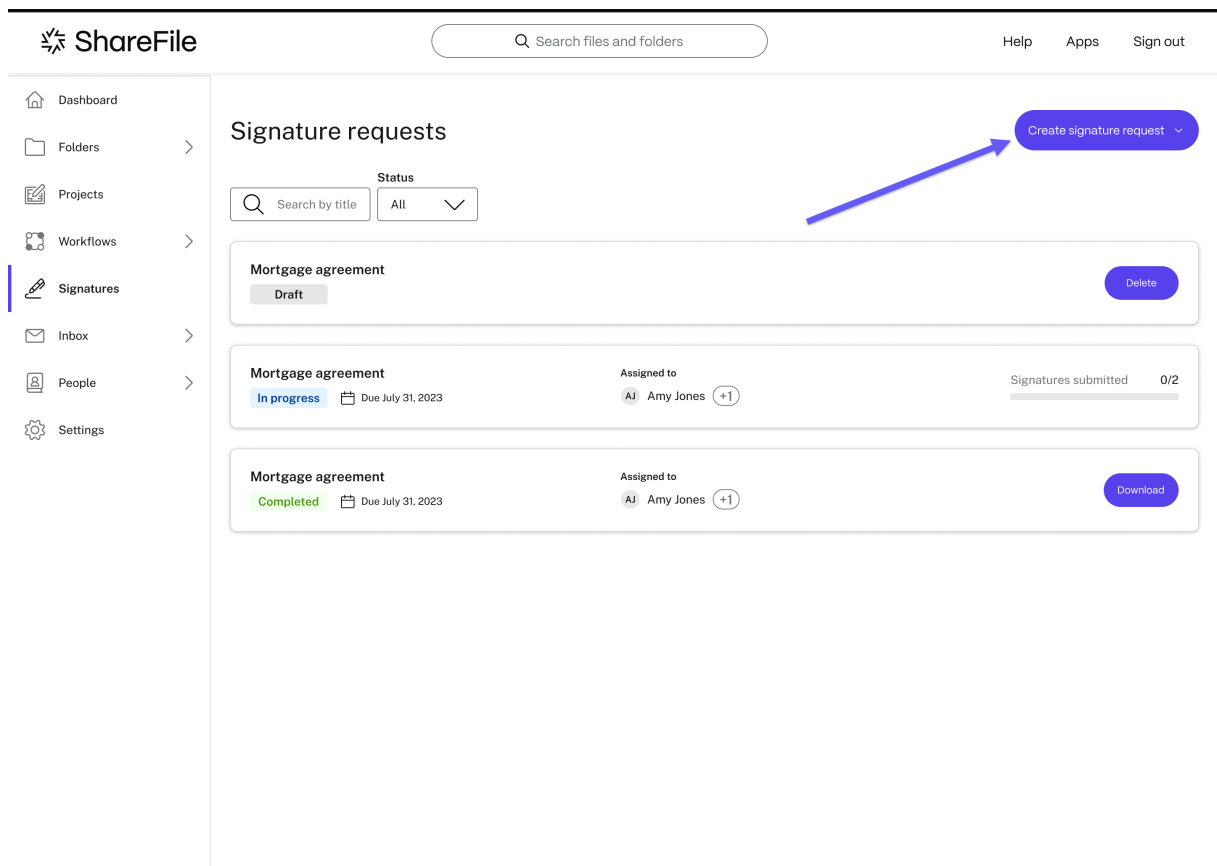 ShareFile
Search files and folders
Help Apps Sign out
Dashboard
Folders
Projects
Workflows
Signatures
Inbox
People
Settings
Signature requests
Create signature request
Status
Search by title
All
Mortgage agreement
Draft
Delete
Mortgage agreement
In progress Due July 31, 2023
Assigned to
AJ Amy Jones +1
Signatures submitted 0/2
Mortgage agreement
Completed Due July 31, 2023
Assigned to
AJ Amy Jones +1
Download